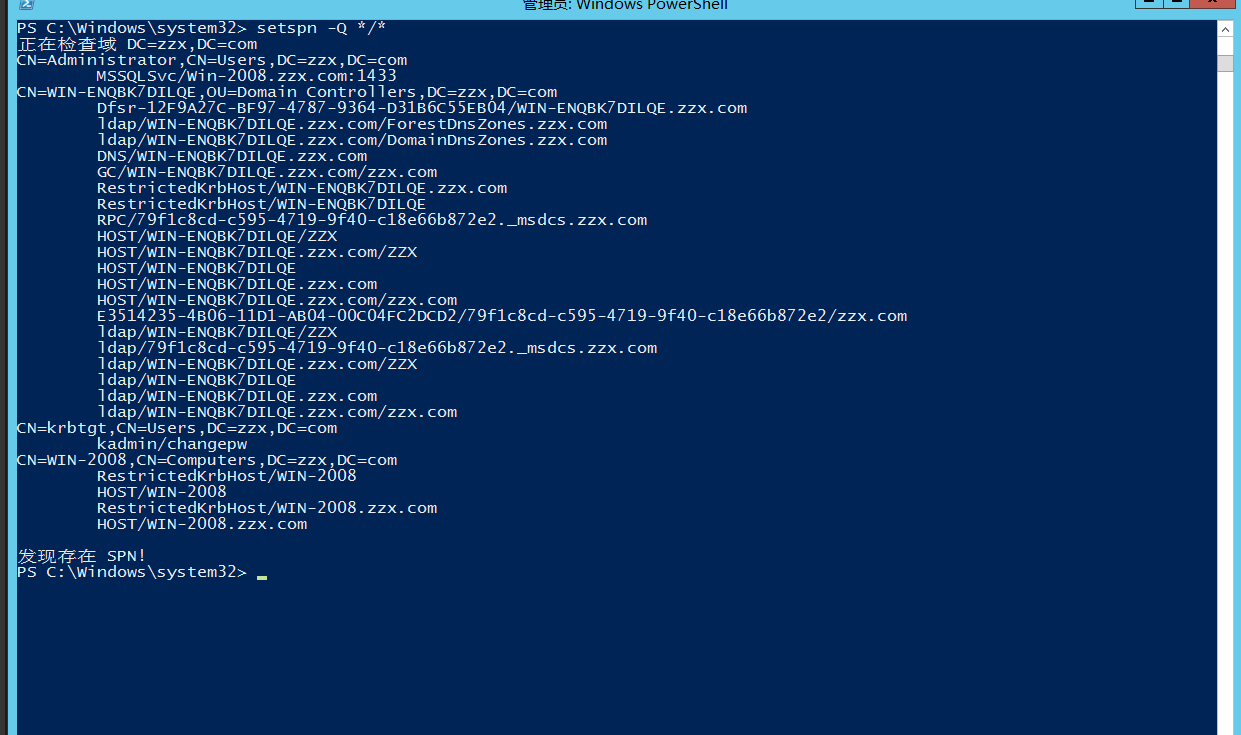 管理员: Windows PowerShell
PS C:\Windows\system32> setspn -Q */*
正在检查域 DC=zzx,DC=com
CN=Administrator,CN=Users,DC=zzx,DC=com
MSSQLSvc/Win-2008.zzx.com:1433
CN=WIN-ENQBK7DILQE,OU=Domain Controllers,DC=zzx,DC=com
Dfsr-12F9A27C-BF97-4787-9364-D31B6C55EB04/WIN-ENQBK7DILQE.zzx.com
ldap/WIN-ENQBK7DILQE.zzx.com/ForestDnsZones.zzx.com
ldap/WIN-ENQBK7DILQE.zzx.com/DomainDnsZones.zzx.com
DNS/WIN-ENQBK7DILQE.zzx.com
GC/WIN-ENQBK7DILQE.zzx.com/zzx.com
RestrictedKrbHost/WIN-ENQBK7DILQE.zzx.com
RestrictedKrbHost/WIN-ENQBK7DILQE
RPC/79f1c8cd-c595-4719-9f40-c18e66b872e2._msdcs.zzx.com
HOST/WIN-ENQBK7DILQE/ZZX
HOST/WIN-ENQBK7DILQE.zzx.com/ZZX
HOST/WIN-ENQBK7DILQE
HOST/WIN-ENQBK7DILQE.zzx.com
HOST/WIN-ENQBK7DILQE.zzx.com/zzx.com
E3514235-4B06-11D1-AB04-00C04FC2DCD2/79f1c8cd-c595-4719-9f40-c18e66b872e2/zzx.com
ldap/WIN-ENQBK7DILQE/ZZX
ldap/79f1c8cd-c595-4719-9f40-c18e66b872e2._msdcs.zzx.com
ldap/WIN-ENQBK7DILQE.zzx.com/ZZX
ldap/WIN-ENQBK7DILQE
ldap/WIN-ENQBK7DILQE.zzx.com
ldap/WIN-ENQBK7DILQE.zzx.com/zzx.com
CN=krbtgt,CN=Users,DC=zzx,DC=com
kadmin/changepw
CN=WIN-2008,CN=Computers,DC=zzx,DC=com
RestrictedKrbHost/WIN-2008
HOST/WIN-2008
RestrictedKrbHost/WIN-2008.zzx.com
HOST/WIN-2008.zzx.com
发现存在 SPN!
PS C:\Windows\system32>